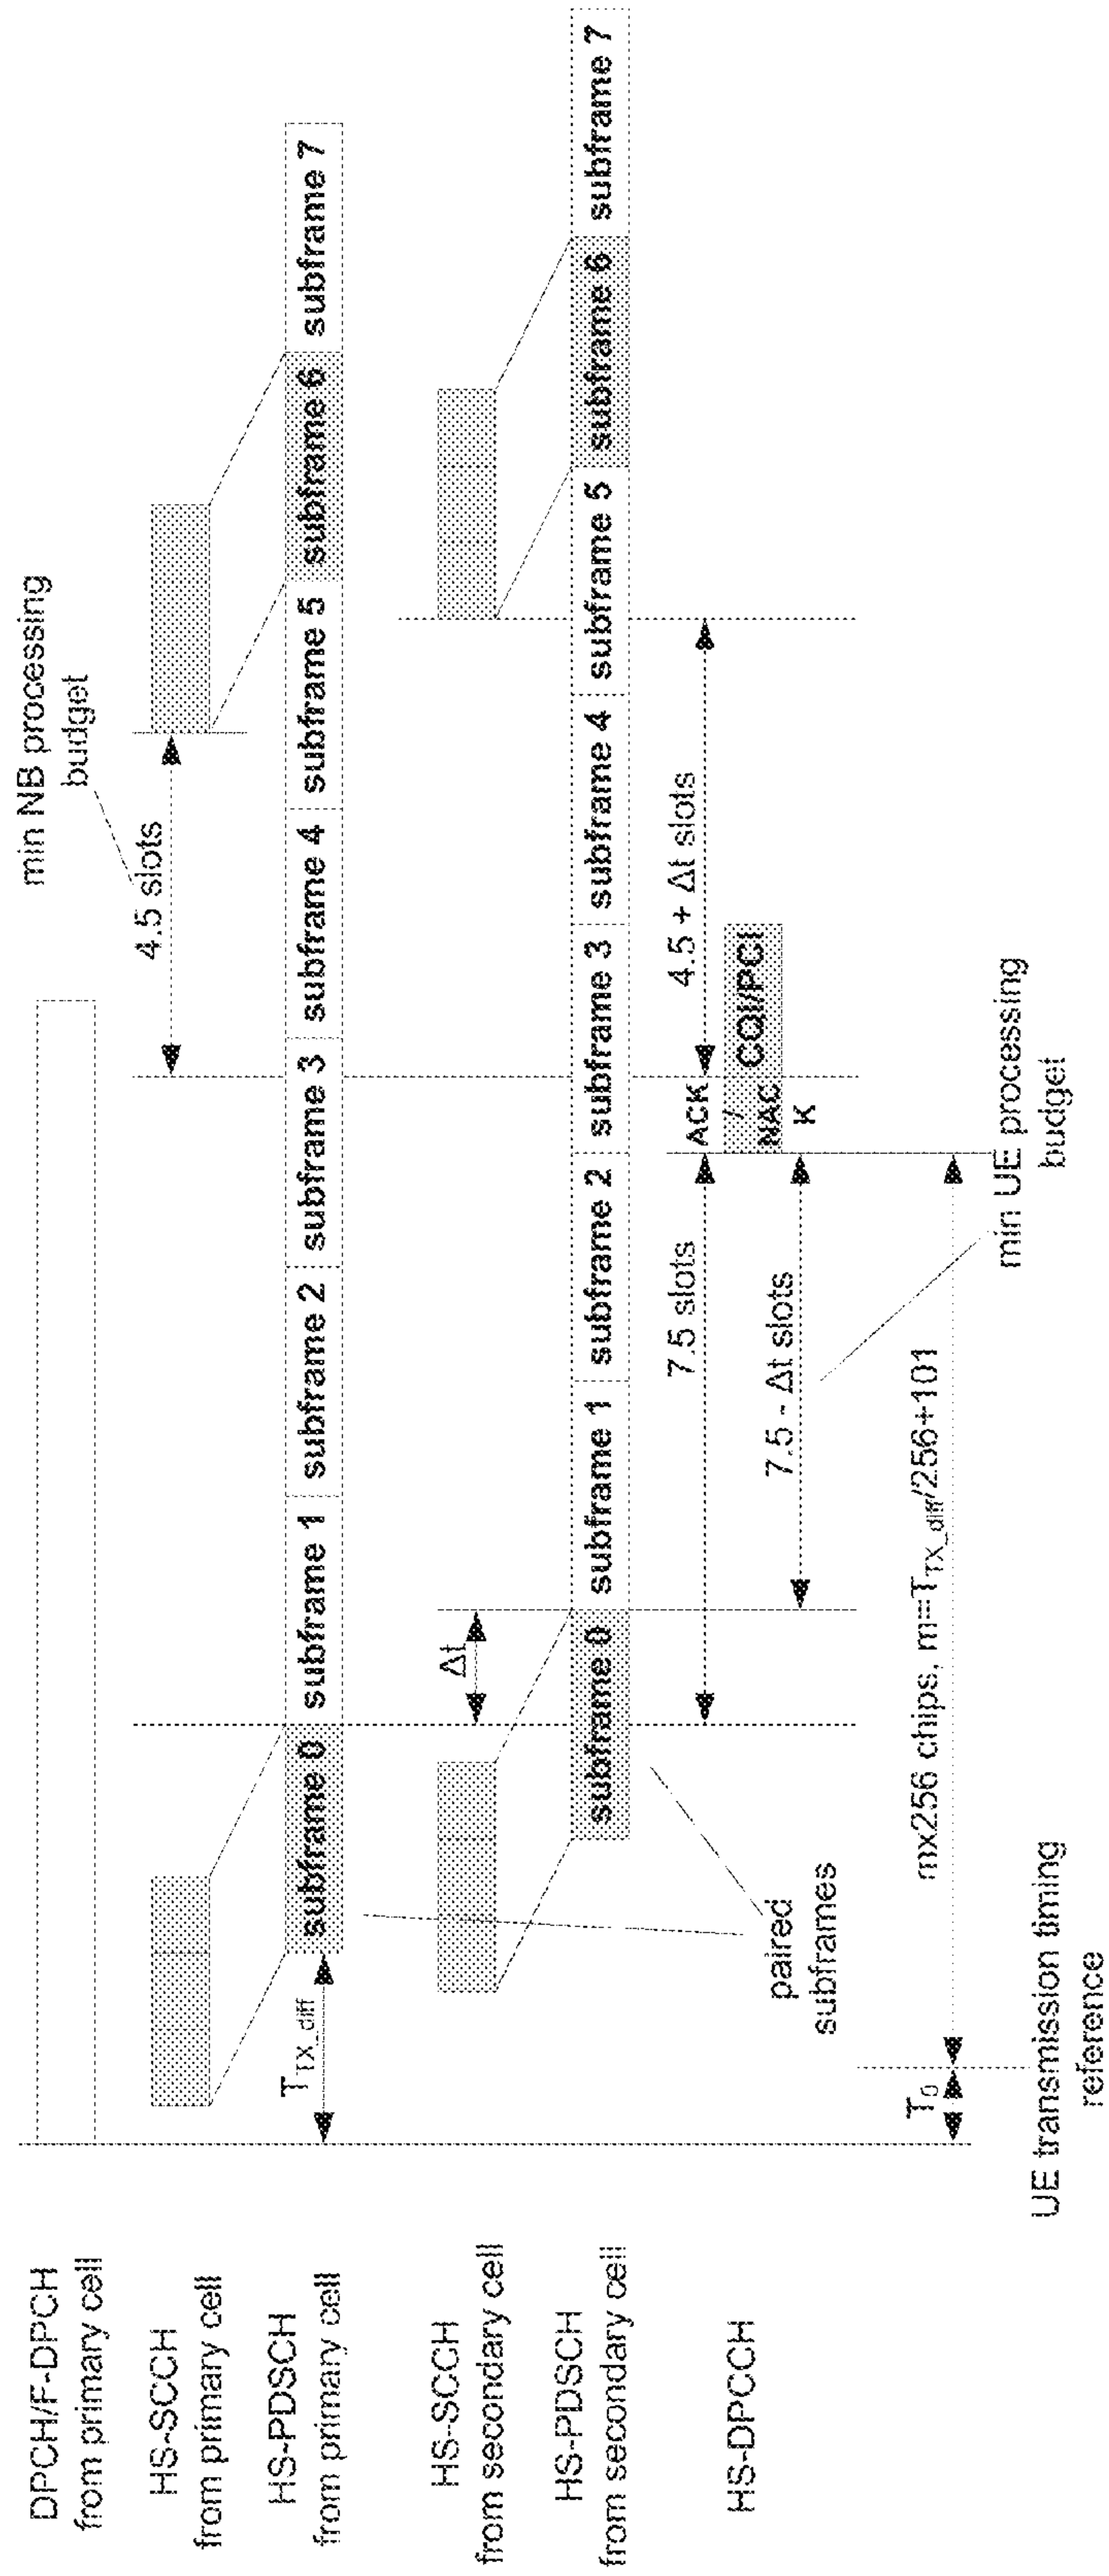 DPCH/F-DPCH
from primary cell
HS-SCCH
from primary cell
HS-PDSCH
from primary cell
HS-SCCH
from secondary cell
HS-PDSCH
from secondary cell
HS-DPCCH
min NB processing
budget
4.5 slots
T_TX_diff
subframe 0
subframe 1
subframe 2
subframe 3
subframe 4
subframe 5
subframe 6
subframe 7
Δt
subframe 0
subframe 1
subframe 2
subframe 3
subframe 4
subframe 5
subframe 6
subframe 7
paired
subframes
7.5 slots
ACK
/
NAC
K
CQI/PCI
4.5 + Δt slots
7.5 - Δt slots
T_0
mx256 chips, m=T_TX_diff/256+101
min UE processing
budget
UE transmission timing
reference